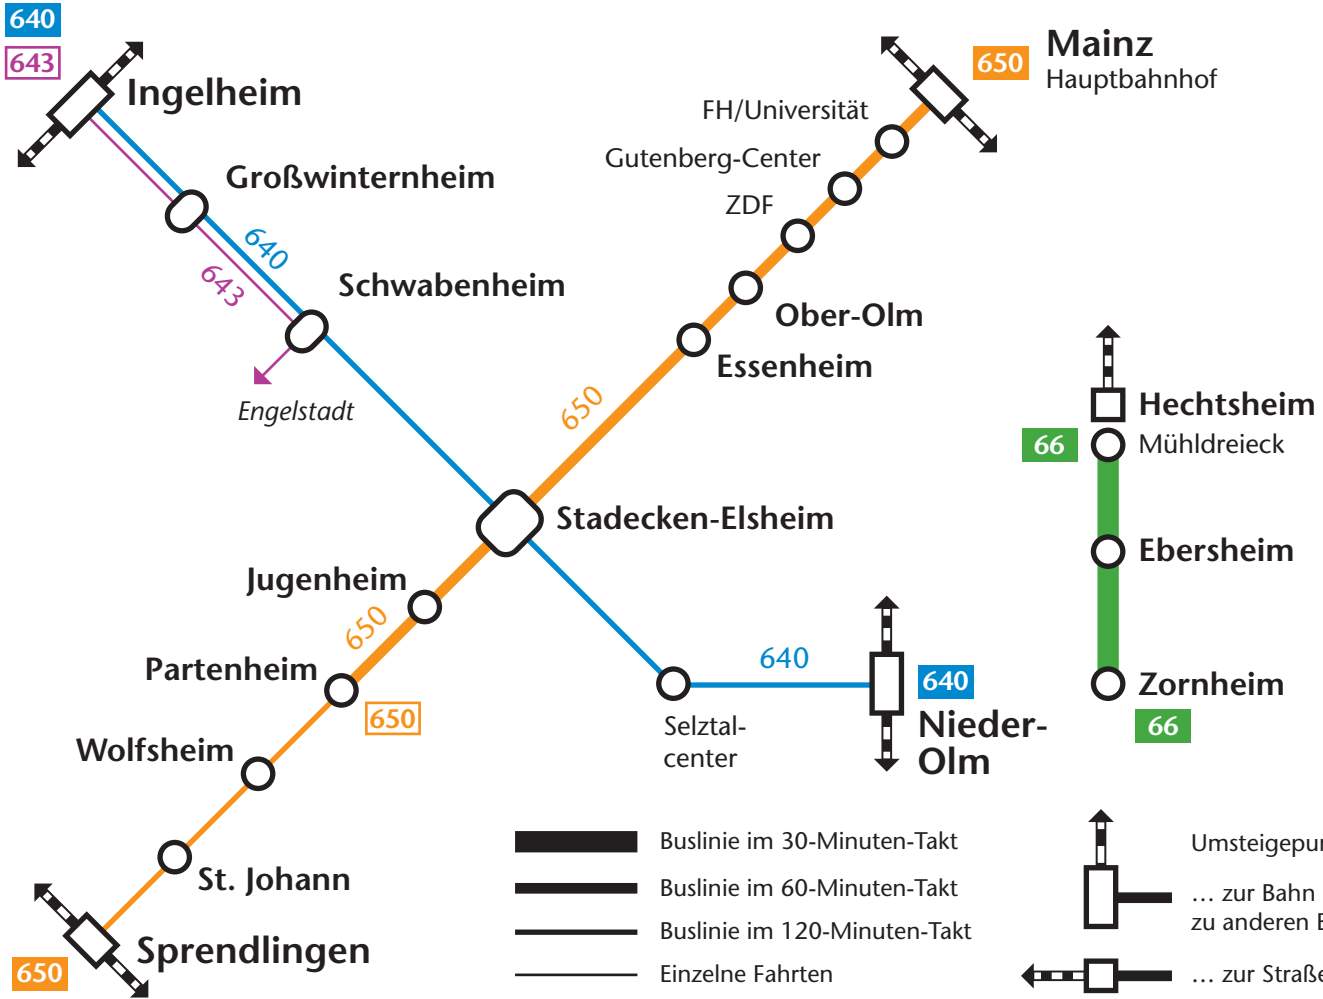 640
643
Ingelheim
Großwinternheim
640
643
Schwabenheim
Engelstadt
650
Mainz
Hauptbahnhof
FH/Universität
Gutenberg-Center
ZDF
Ober-Olm
Essenheim
650
Stadecken-Elsheim
Jugenheim
650
Partenheim
650
Wolfsheim
St. Johann
Sprendlingen
650
Selztal-
center
640
640
Nieder-
Olm
Hechtsheim
66
Mühldreieck
Ebersheim
Zornheim
66
Buslinie im 30-Minuten-Takt
Buslinie im 60-Minuten-Takt
Buslinie im 120-Minuten-Takt
Einzelne Fahrten
… zur Bahn
zu anderen
… zur